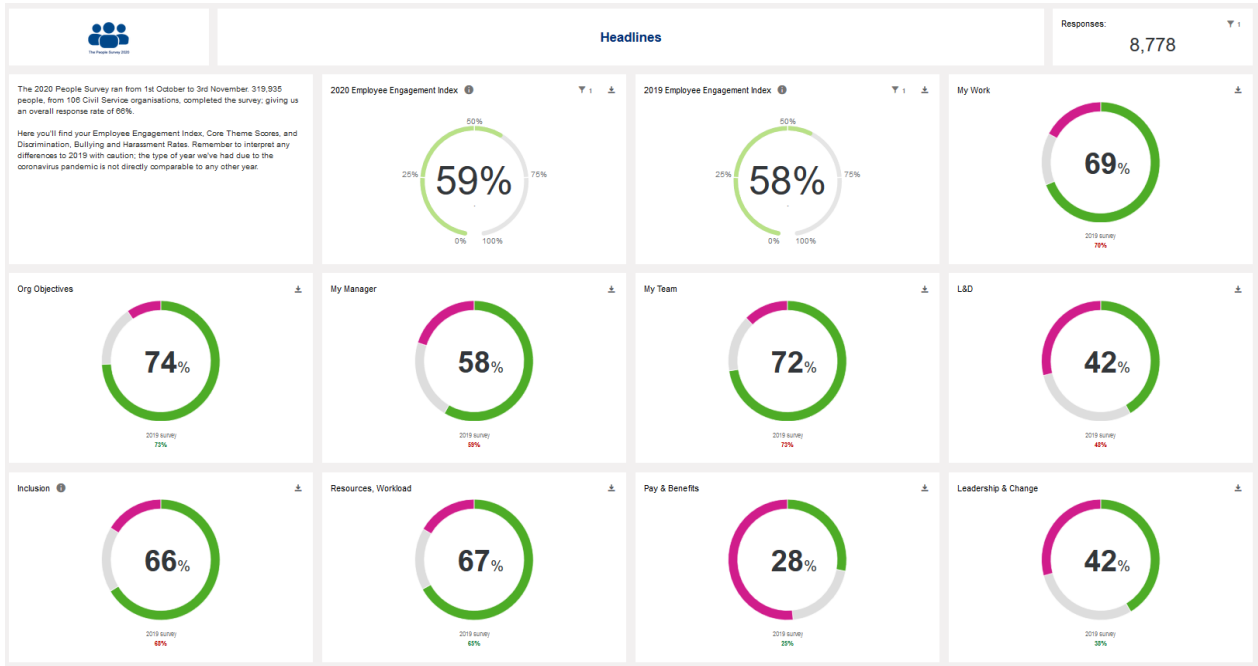 The People Survey 2020
Headlines
Responses:
1
8,778
The 2020 People Survey ran from 1st October to 3rd November. 319,935
people, from 106 Civil Service organisations, completed the survey; giving us
an overall response rate of 66%.
Here you'll find your Employee Engagement Index, Core Theme Scores, and
Discrimination, Bullying and Harassment Rates. Remember to interpret any
differences to 2019 with caution; the type of year we've had due to the
coronavirus pandemic is not directly comparable to any other year.
2020 Employee Engagement Index
1
50%
25%
59%
75%
-
0%
100%
2019 Employee Engagement Index
1
50%
25%
58%
75%
-
0%
100%
My Work
69%
2019 survey
70%
Org Objectives
74%
2019 survey
73%
My Manager
58%
2019 survey
59%
My Team
72%
2019 survey
73%
L&D
42%
2019 survey
48%
Inclusion
66%
2019 survey
68%
Resources, Workload
67%
2019 survey
65%
Pay & Benefits
28%
2019 survey
Leadership & Change
42%
2019 survey
38%